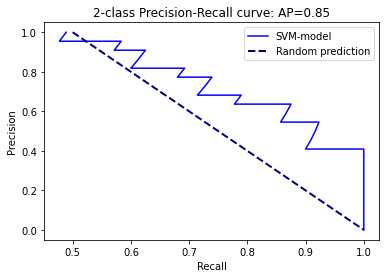 2-class Precision-Recall curve: AP=0.85
SVM-model
Random prediction
Precision
1.0
0.8
0.6
0.4
0.2
0.0
0.5 0.6 0.7 0.8 0.9 1.0
Recall